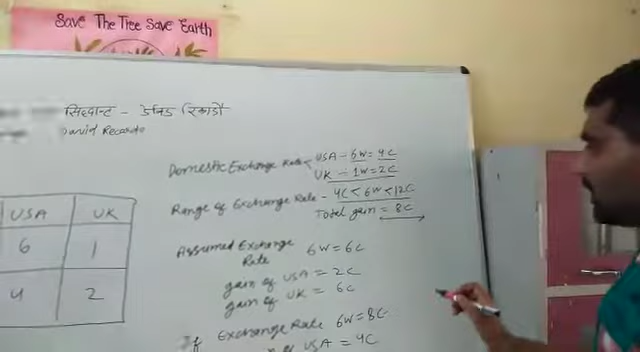 Save The Tree Save Earth
सिद्धान्त - डेविड रिकार्डो
David Recardo
Domestic Exchange Rate < USA - 6W = 4C
UK - 1W = 2C
Range of Exchange Rate - 4C < 6W < 12C
Total gain = 8C
USA UK
6 1
4 2
Assumed Exchange
Rate 6W = 6C
gain of USA = 2C
gain of UK = 6C
If Exchange Rate 6W = 8C
of USA = 4C